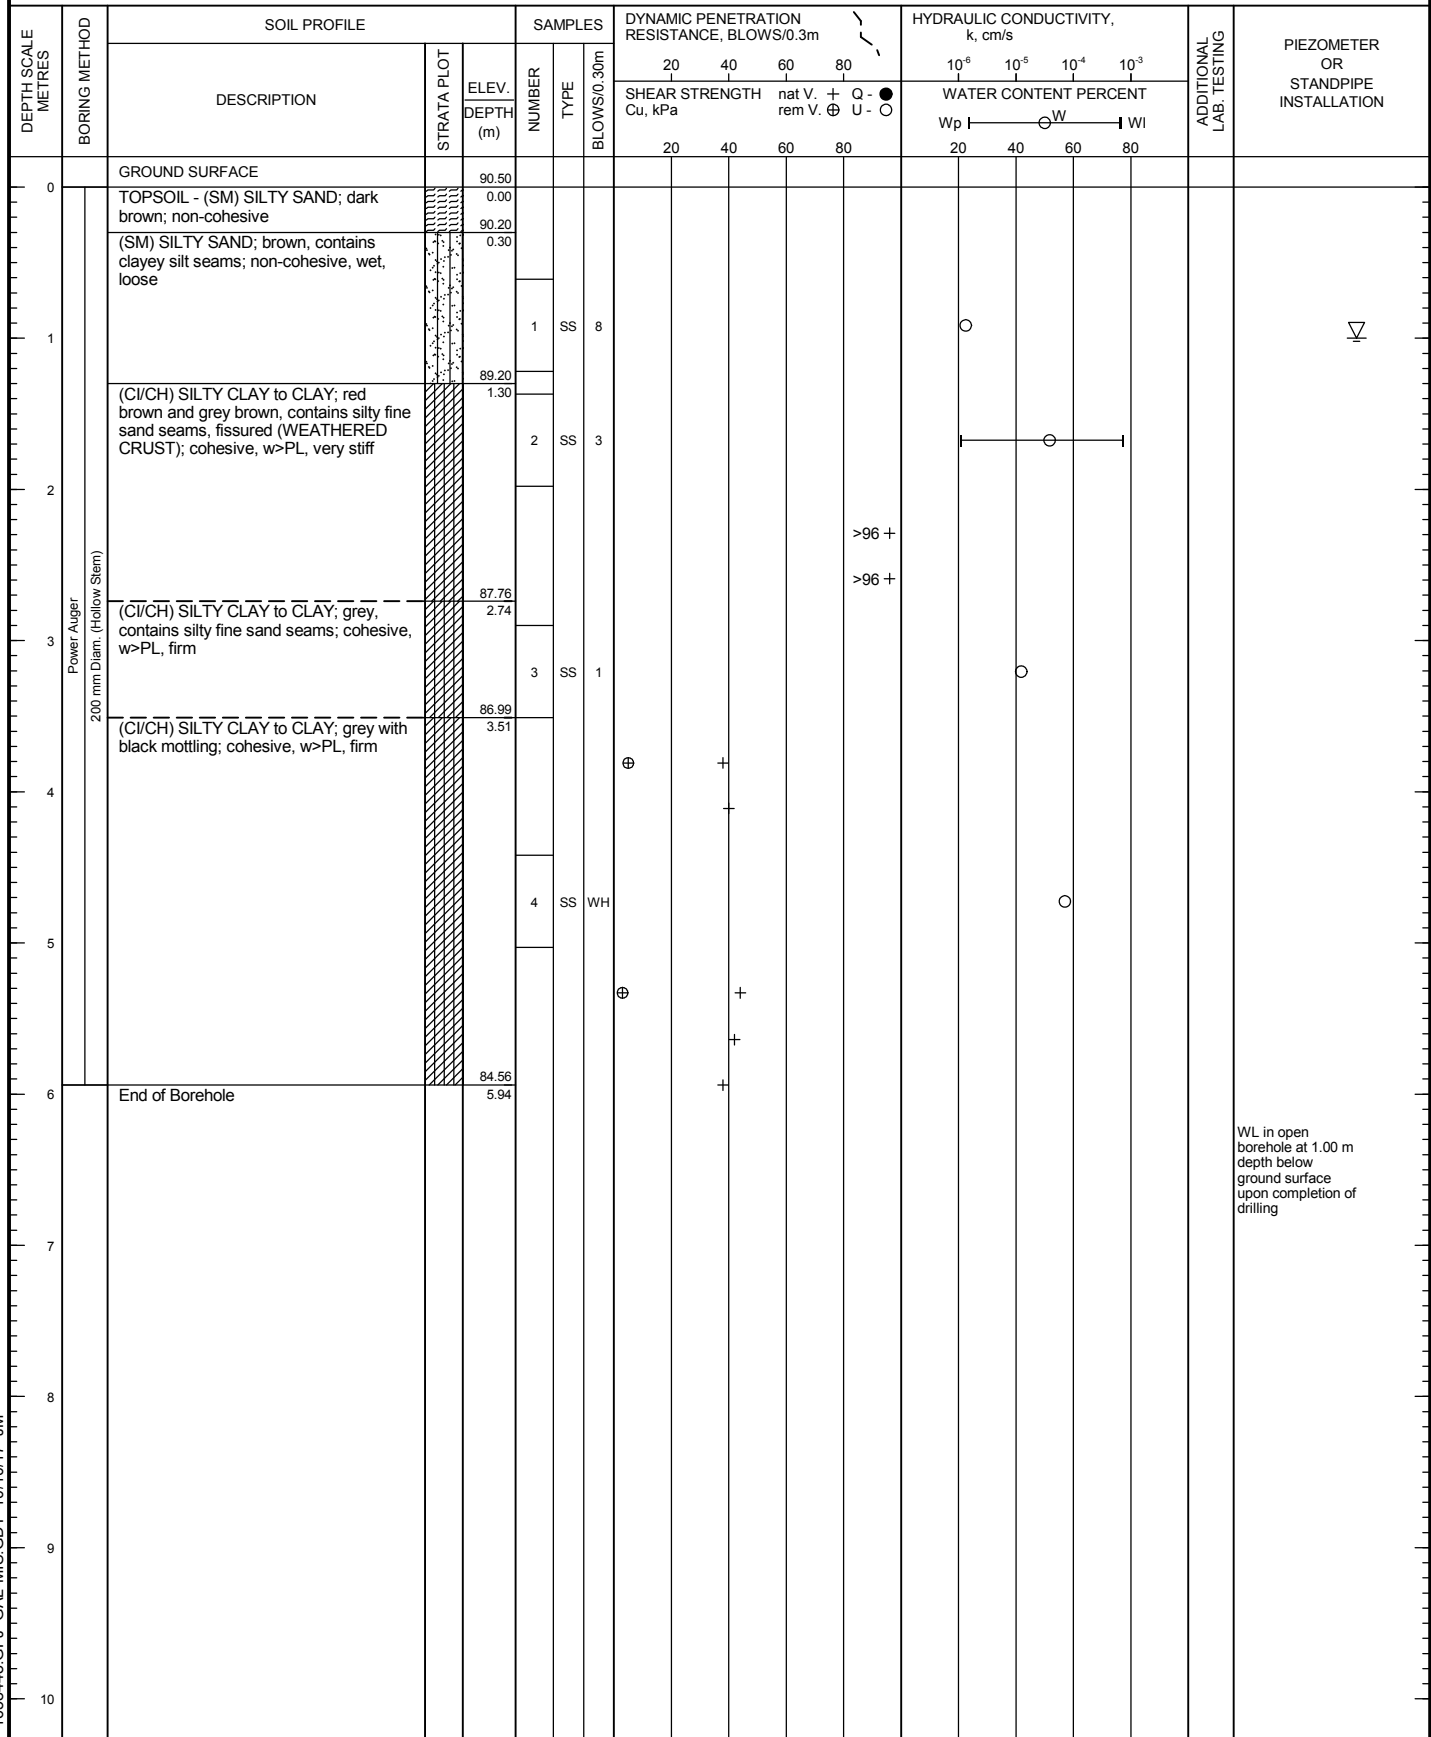 DEPTH SCALE
METRES
BORING METHOD
SOIL PROFILE
DESCRIPTION
STRATA PLOT
ELEV.
DEPTH
(m)
SAMPLES
NUMBER
TYPE
BLOWS/0.30m
DYNAMIC PENETRATION
RESISTANCE, BLOWS/0.3m
20 40 60 80
SHEAR STRENGTH nat V. + Q - ●
Cu, kPa rem V. ⊕ U - ○
20 40 60 80
HYDRAULIC CONDUCTIVITY,
k, cm/s
10⁻⁶ 10⁻⁵ 10⁻⁴ 10⁻³
WATER CONTENT PERCENT
Wp W Wl
20 40 60 80
ADDITIONAL
LAB. TESTING
PIEZOMETER
OR
STANDPIPE
INSTALLATION
GROUND SURFACE 90.50
0
TOPSOIL - (SM) SILTY SAND; dark 0.00
brown; non-cohesive 90.20
(SM) SILTY SAND; brown, contains 0.30
clayey silt seams; non-cohesive, wet,
loose
1 SS 8
1
89.20
(CI/CH) SILTY CLAY to CLAY; red 1.30
brown and grey brown, contains silty fine
sand seams, fissured (WEATHERED
CRUST); cohesive, w>PL, very stiff
2 SS 3
2
>96 +
>96 +
Power Auger
200 mm Diam. (Hollow Stem)
87.76
(CI/CH) SILTY CLAY to CLAY; grey, 2.74
contains silty fine sand seams; cohesive,
w>PL, firm
3
3 SS 1
86.99
(CI/CH) SILTY CLAY to CLAY; grey with 3.51
black mottling; cohesive, w>PL, firm
4
4 SS WH
5
84.56
6
End of Borehole 5.94
WL in open
borehole at 1.00 m
depth below
ground surface
upon completion of
drilling
7
8
9
10